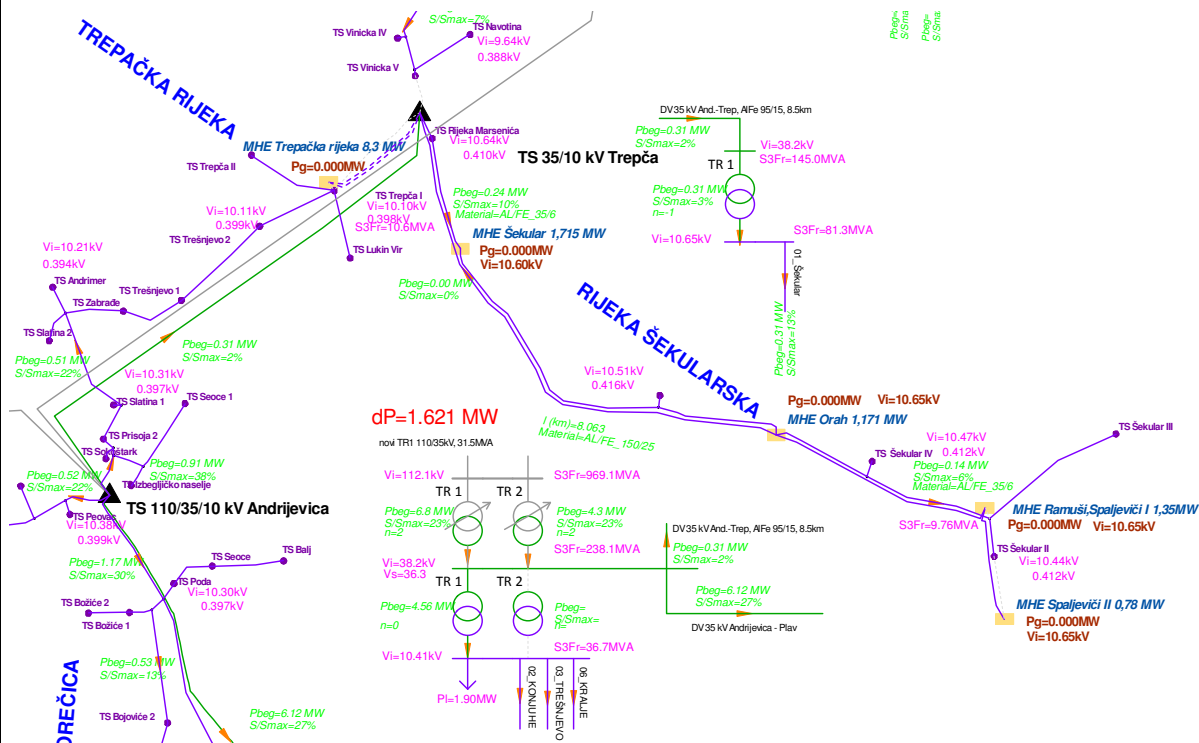 S/Smax=7%
TS Vinicka IV
TS Navotina
Vi=9.64kV
0.388kV
TS Vinicka V
Pbeg=
S/Smax=
Pbeg=
S/Smax=
TREPAČKA RIJEKA
TS Rijeka Marsenića
Vi=10.64kV
0.410kV
TS 35/10 kV Trepča
MHE Trepačka rijeka 8,3 MW
Pg=0.000MW
TS Trepča II
TS Trepča I
Vi=10.10kV
0.398kV
S3Fr=10.6MVA
Pbeg=0.24 MW
S/Smax=10%
Material=AL/FE_35/6
MHE Šekular 1,715 MW
Pg=0.000MW
Vi=10.60kV
Vi=10.11kV
0.399kV
TS Trešnjevo 2
TS Lukin Vir
Pbeg=0.00 MW
S/Smax=0%
DV35 kV And.-Trep, AlFe 95/15, 8.5km
Pbeg=0.31 MW
S/Smax=2%
Vi=38.2kV
S3Fr=145.0MVA
TR 1
Pbeg=0.31 MW
S/Smax=3%
n=-1
Vi=10.65kV
S3Fr=81.3MVA
01_Šekular
Pbeg=0.31 MW
S/Smax=13%
Vi=10.21kV
0.394kV
TS Andrimer
TS Zabrađe
TS Trešnjevo 1
TS Slatina 2
Pbeg=0.51 MW
S/Smax=22%
Pbeg=0.31 MW
S/Smax=2%
Vi=10.31kV
0.397kV
TS Slatina 1
TS Seoce 1
TS Prisoja 2
TS Sokoštark
Pbeg=0.91 MW
S/Smax=38%
Pbeg=0.52 MW
S/Smax=22%
TS Izbegljičko naselje
TS 110/35/10 kV Andrijevica
TS Peovac
Vi=10.38kV
0.399kV
Pbeg=1.17 MW
S/Smax=30%
TS Seoce
TS Balj
TS Poda
Vi=10.30kV
0.397kV
TS Božiće 2
TS Božiće 1
Pbeg=0.53 MW
S/Smax=13%
TS Bojoviće 2
Pbeg=6.12 MW
S/Smax=27%
OREČICA
RIJEKA ŠEKULARSKA
Vi=10.51kV
0.416kV
l (km)=8.063
Material=AL/FE_150/25
Pg=0.000MW Vi=10.65kV
MHE Orah 1,171 MW
TS Šekular IV
Vi=10.47kV
0.412kV
TS Šekular III
Pbeg=0.14 MW
S/Smax=6%
Material=AL/FE_35/6
S3Fr=9.76MVA
MHE Ramuši,Spaljevići I 1,35MW
Pg=0.000MW Vi=10.65kV
TS Šekular II
Vi=10.44kV
0.412kV
MHE Spaljevići II 0,78 MW
Pg=0.000MW
Vi=10.65kV
dP=1.621 MW
novi TR1 110/35kV, 31.5MVA
Vi=112.1kV
S3Fr=969.1MVA
TR 1
TR 2
Pbeg=6.8 MW
S/Smax=23%
n=2
Pbeg=4.3 MW
S/Smax=23%
n=2
S3Fr=238.1MVA
Vi=38.2kV
Vs=36.3
TR 1
TR 2
Pbeg=4.56 MW
n=0
Pbeg=
S/Smax=
n=
S3Fr=36.7MVA
Vi=10.41kV
Pl=1.90MW
02_KONJUHE
03_TREŠNJEVO
06_KRALJE
DV35 kV And.-Trep, AlFe 95/15, 8.5km
Pbeg=0.31 MW
S/Smax=2%
Pbeg=6.12 MW
S/Smax=27%
DV35 kV Andrijevica - Plav